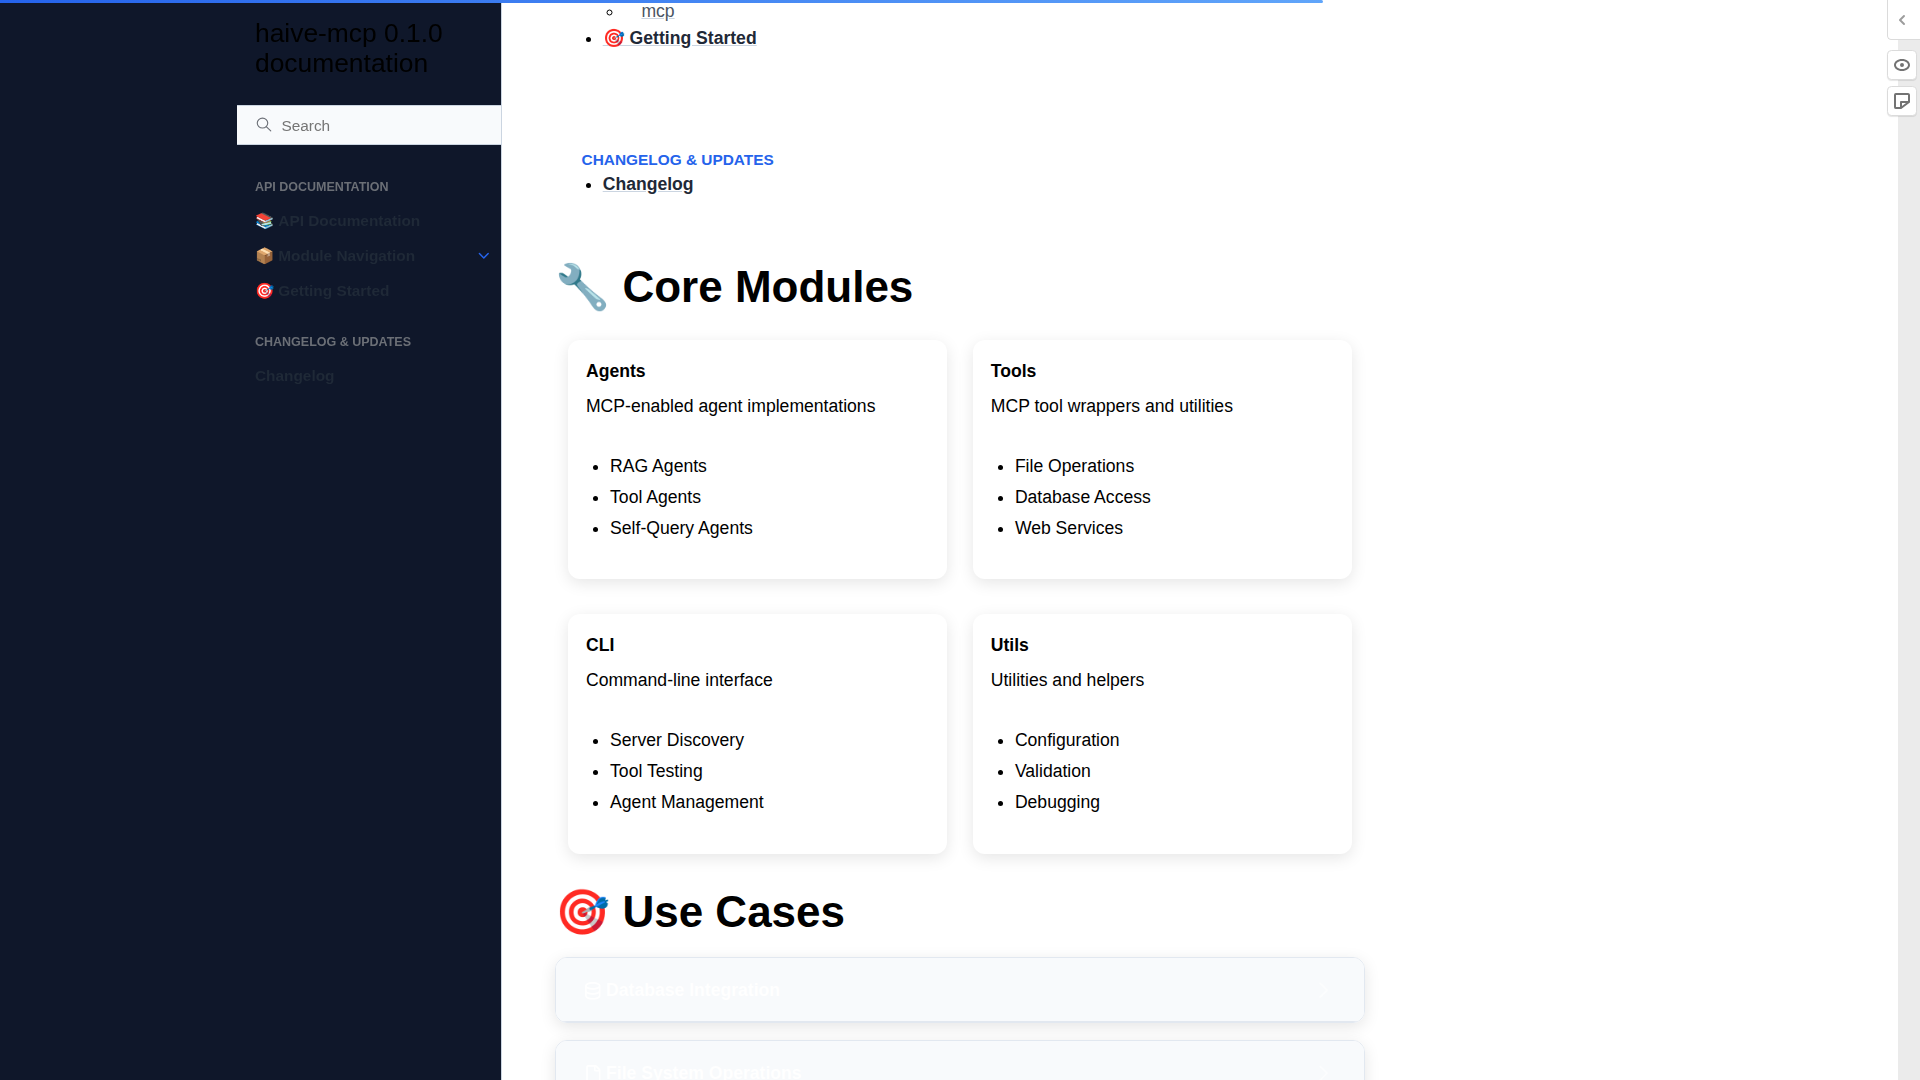 haive-mcp 0.1.0
documentation
Search
API DOCUMENTATION
📚 API Documentation
📦 Module Navigation
🎯 Getting Started
CHANGELOG & UPDATES
Changelog
mcp
🎯 Getting Started
CHANGELOG & UPDATES
Changelog
🔧 Core Modules
Agents
MCP-enabled agent implementations
RAG Agents
Tool Agents
Self-Query Agents
Tools
MCP tool wrappers and utilities
File Operations
Database Access
Web Services
CLI
Command-line interface
Server Discovery
Tool Testing
Agent Management
Utils
Utilities and helpers
Configuration
Validation
Debugging
🎯 Use Cases
Database Integration
File System Operations